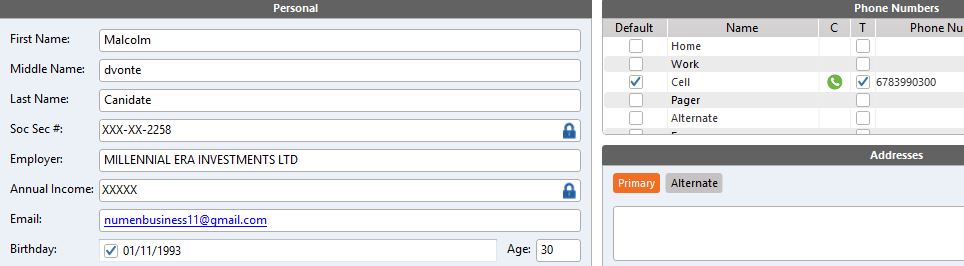 Personal
First Name: Malcolm
Middle Name: dvonte
Last Name: Canidate
Soc Sec #: XXX-XX-2258
Employer: MILLENNIAL ERA INVESTMENTS LTD
Annual Income: XXXXX
Email: numenbusiness11@gmail.com
Birthday: 01/11/1993 Age: 30
Phone Numbers
Default Name C T Phone Nu
Home
Work
Cell 6783990300
Pager
Alternate
Addresses
Primary Alternate